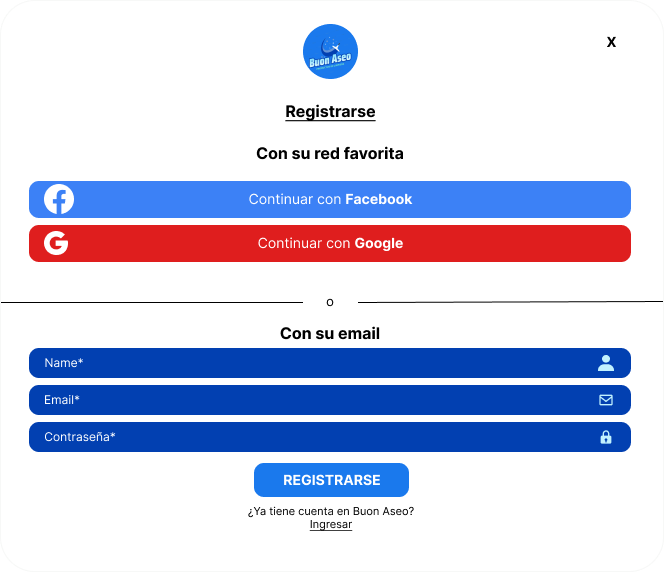 Buon Aseo
X
Registrarse
Con su red favorita
Continuar con Facebook
Continuar con Google
o
Con su email
Name*
Email*
Contraseña*
REGISTRARSE
¿Ya tiene cuenta en Buon Aseo?
Ingresar